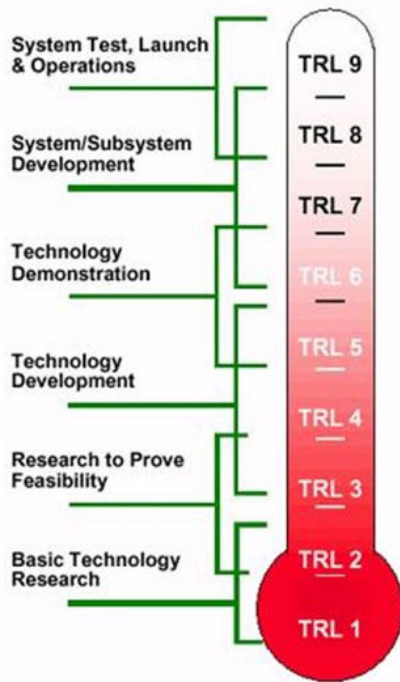 System Test, Launch
& Operations
System/Subsystem
Development
Technology
Demonstration
Technology
Development
Research to Prove
Feasibility
Basic Technology
Research
TRL 9
TRL 8
TRL 7
TRL 6
TRL 5
TRL 4
TRL 3
TRL 2
TRL 1